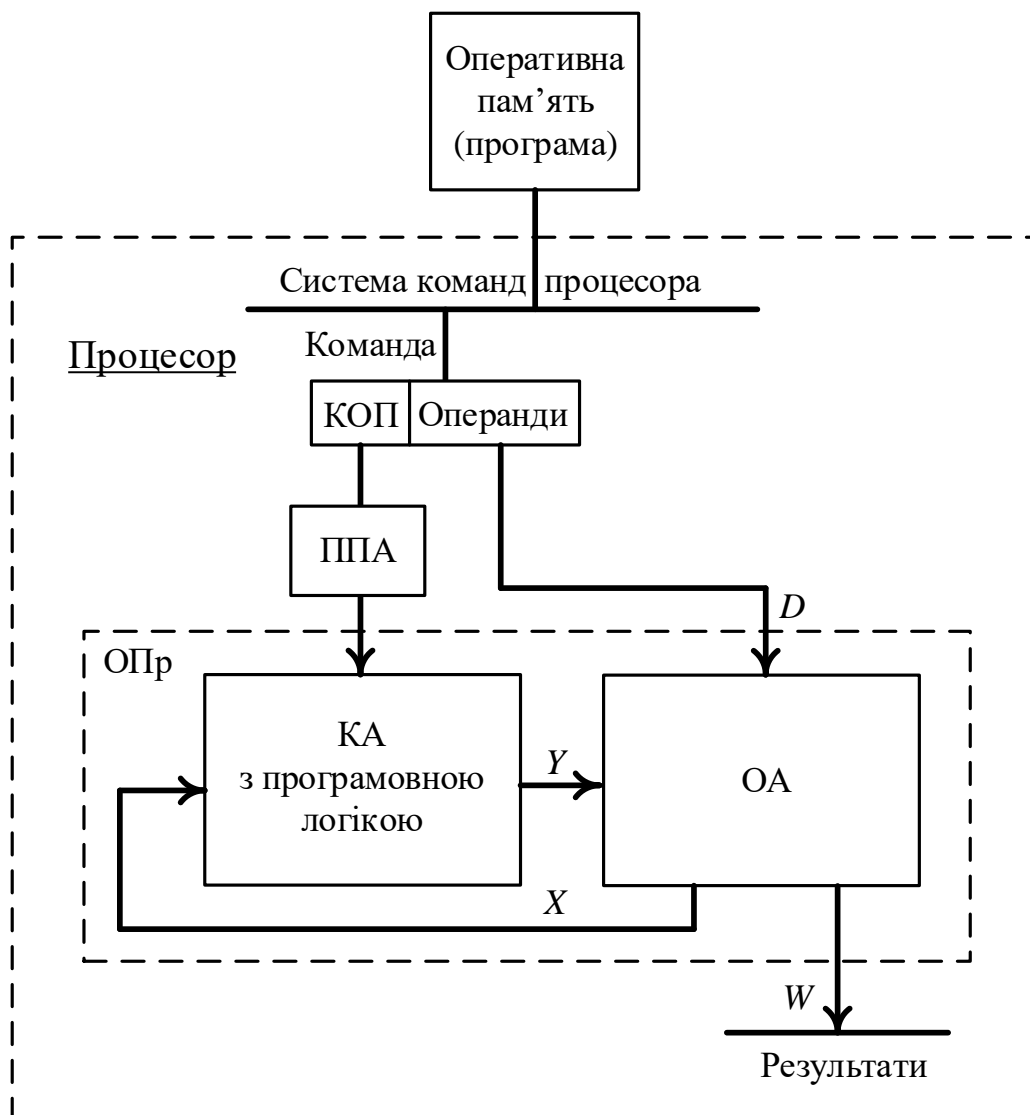 Оперативна
пам’ять
(програма)
Система команд процесора
Команда
Процесор
КОП Операнди
ППА
D
ОПр
КА
з програмовною
логікою
Y
ОА
X
W
Результати